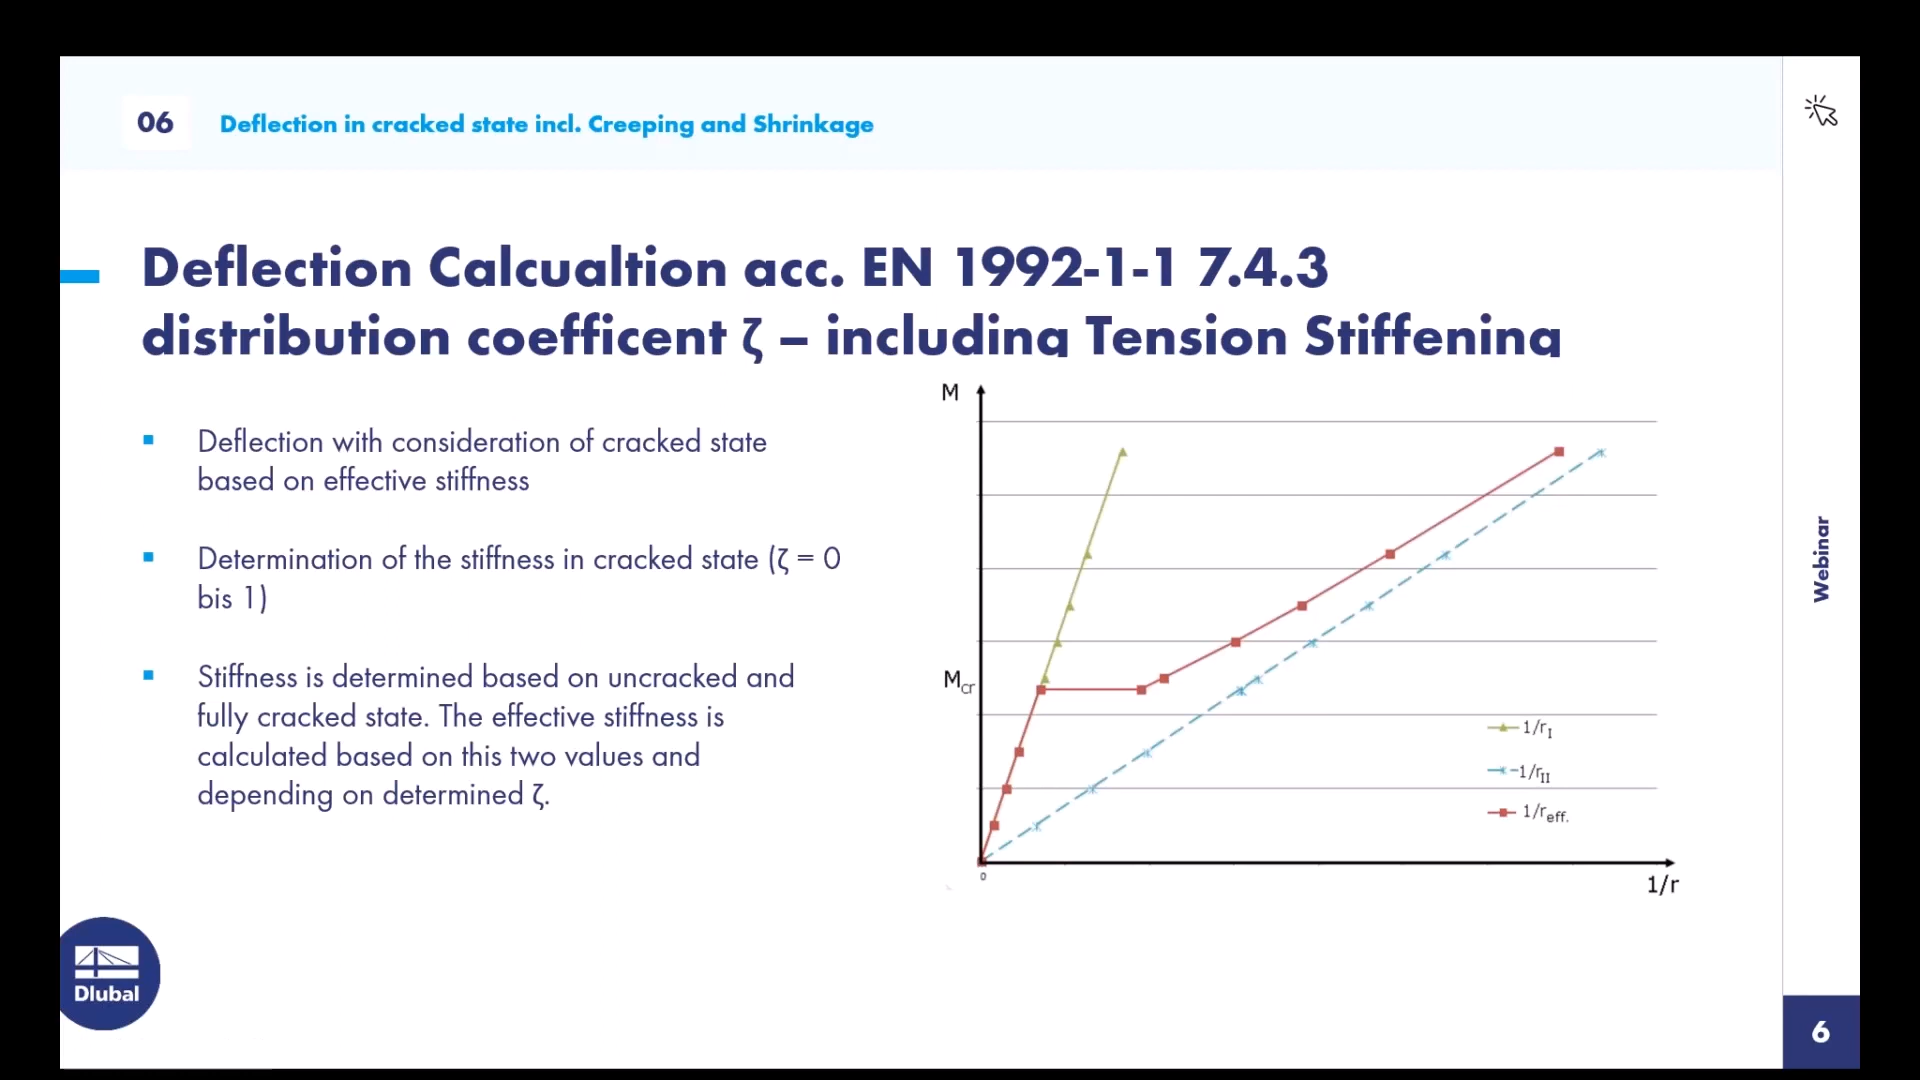 06
Deflection in cracked state incl. Creeping and Shrinkage
Deflection Calcualtion acc. EN 1992-1-1 7.4.3
distribution coefficent ζ – including Tension Stiffening
Deflection with consideration of cracked state
based on effective stiffness
Determination of the stiffness in cracked state (ζ = 0
bis 1)
Stiffness is determined based on uncracked and
fully cracked state. The effective stiffness is
calculated based on this two values and
depending on determined ζ.
M
Mcr
1/rI
1/rII
1/reff.
0
1/r
Webinar
Dlubal
6